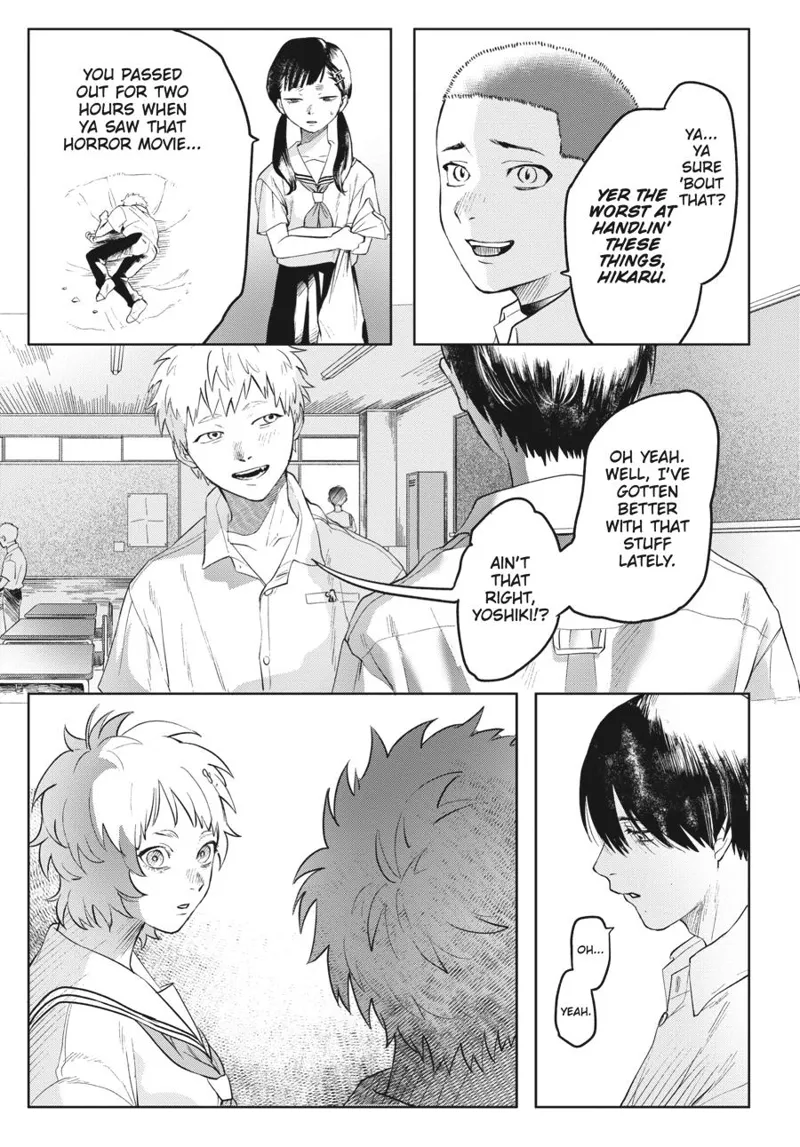 YA...
YA
SURE
'BOUT
THAT?
YER THE
WORST AT
HANDLIN'
THESE
THINGS,
HIKARU.
YOU PASSED
OUT FOR TWO
HOURS WHEN
YA SAW THAT
HORROR MOVIE...
OH YEAH.
WELL, I'VE
GOTTEN
BETTER
WITH THAT
STUFF
LATELY.
AIN'T
THAT
RIGHT,
YOSHIKI!?
OH...
YEAH.